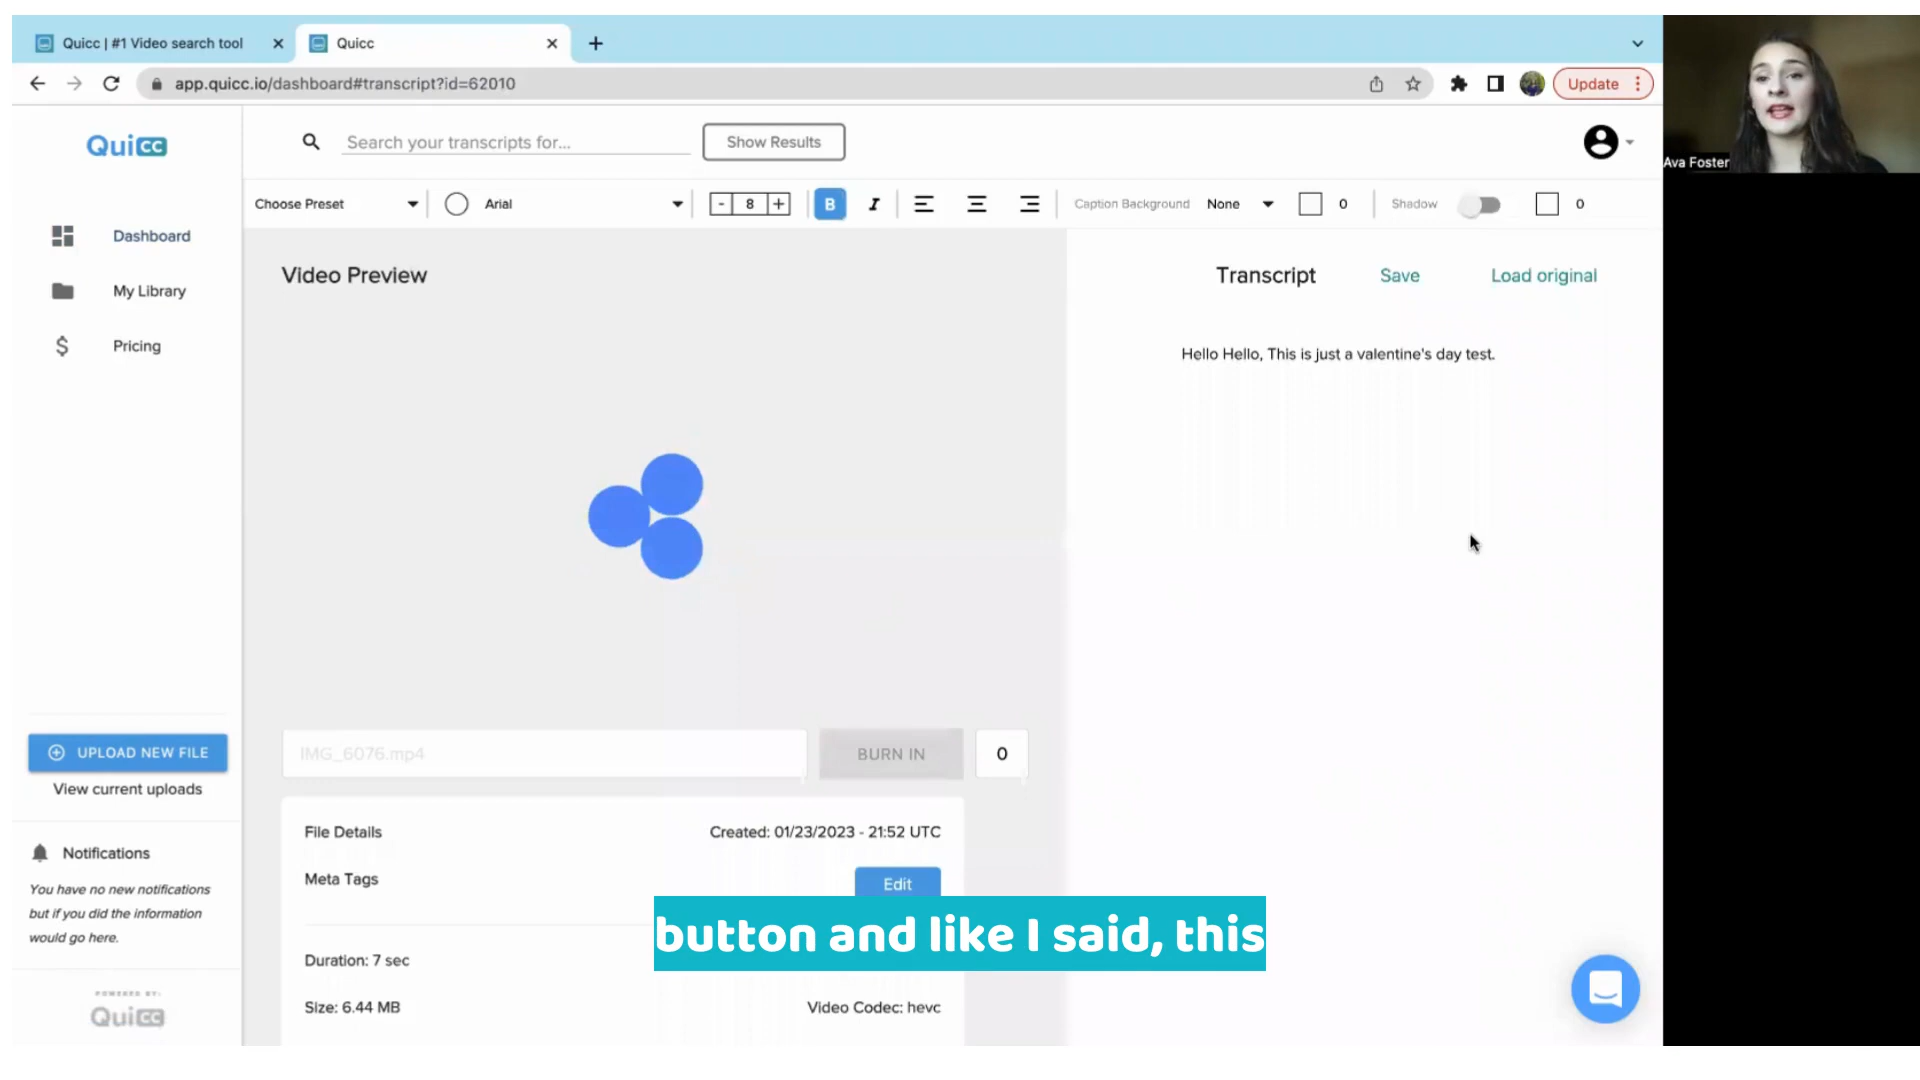 Quicc | #1 Video search tool
Quicc
app.quicc.io/dashboard#transcript?id=62010
Update
Ava Foster
Quicc
Search your transcripts for...
Show Results
Choose Preset
Arial
- 8 +
B I
Caption Background None 0
Shadow 0
Dashboard
My Library
$ Pricing
Video Preview
Transcript Save Load original
Hello Hello, This is just a valentine's day test.
IMG_6076.mp4
BURN IN
0
UPLOAD NEW FILE
View current uploads
Notifications
You have no new notifications
but if you did the information
would go here.
POWERED BY:
Quicc
File Details Created: 01/23/2023 - 21:52 UTC
Meta Tags Edit
button and like I said, this
Duration: 7 sec
Size: 6.44 MB Video Codec: hevc